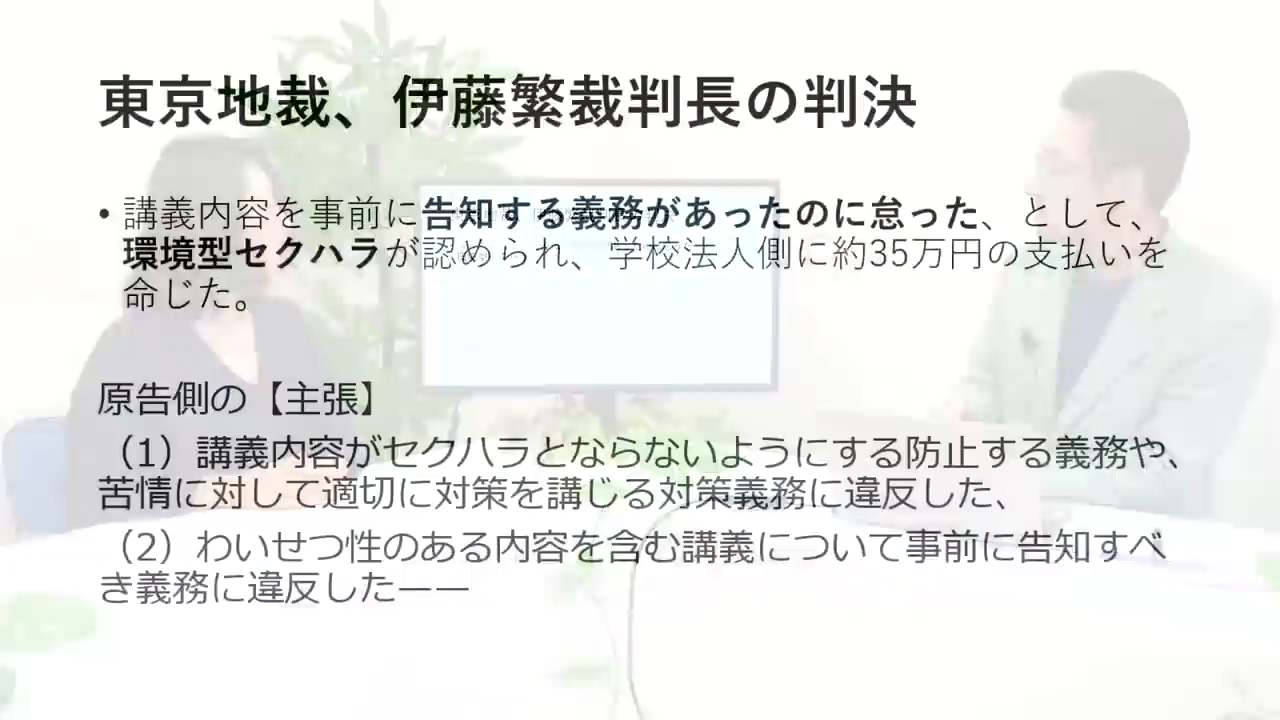 東京地裁、伊藤繁裁判長の判決
• 講義内容を事前に告知する義務があったのに怠った、として、
環境型セクハラが認められ、学校法人側に約35万円の支払いを
命じた。
原告側の【主張】
（1）講義内容がセクハラとならないようにする防止する義務や、
苦情に対して適切に対策を講じる対策義務に違反した、
（2）わいせつ性のある内容を含む講義について事前に告知すべ
き義務に違反した——